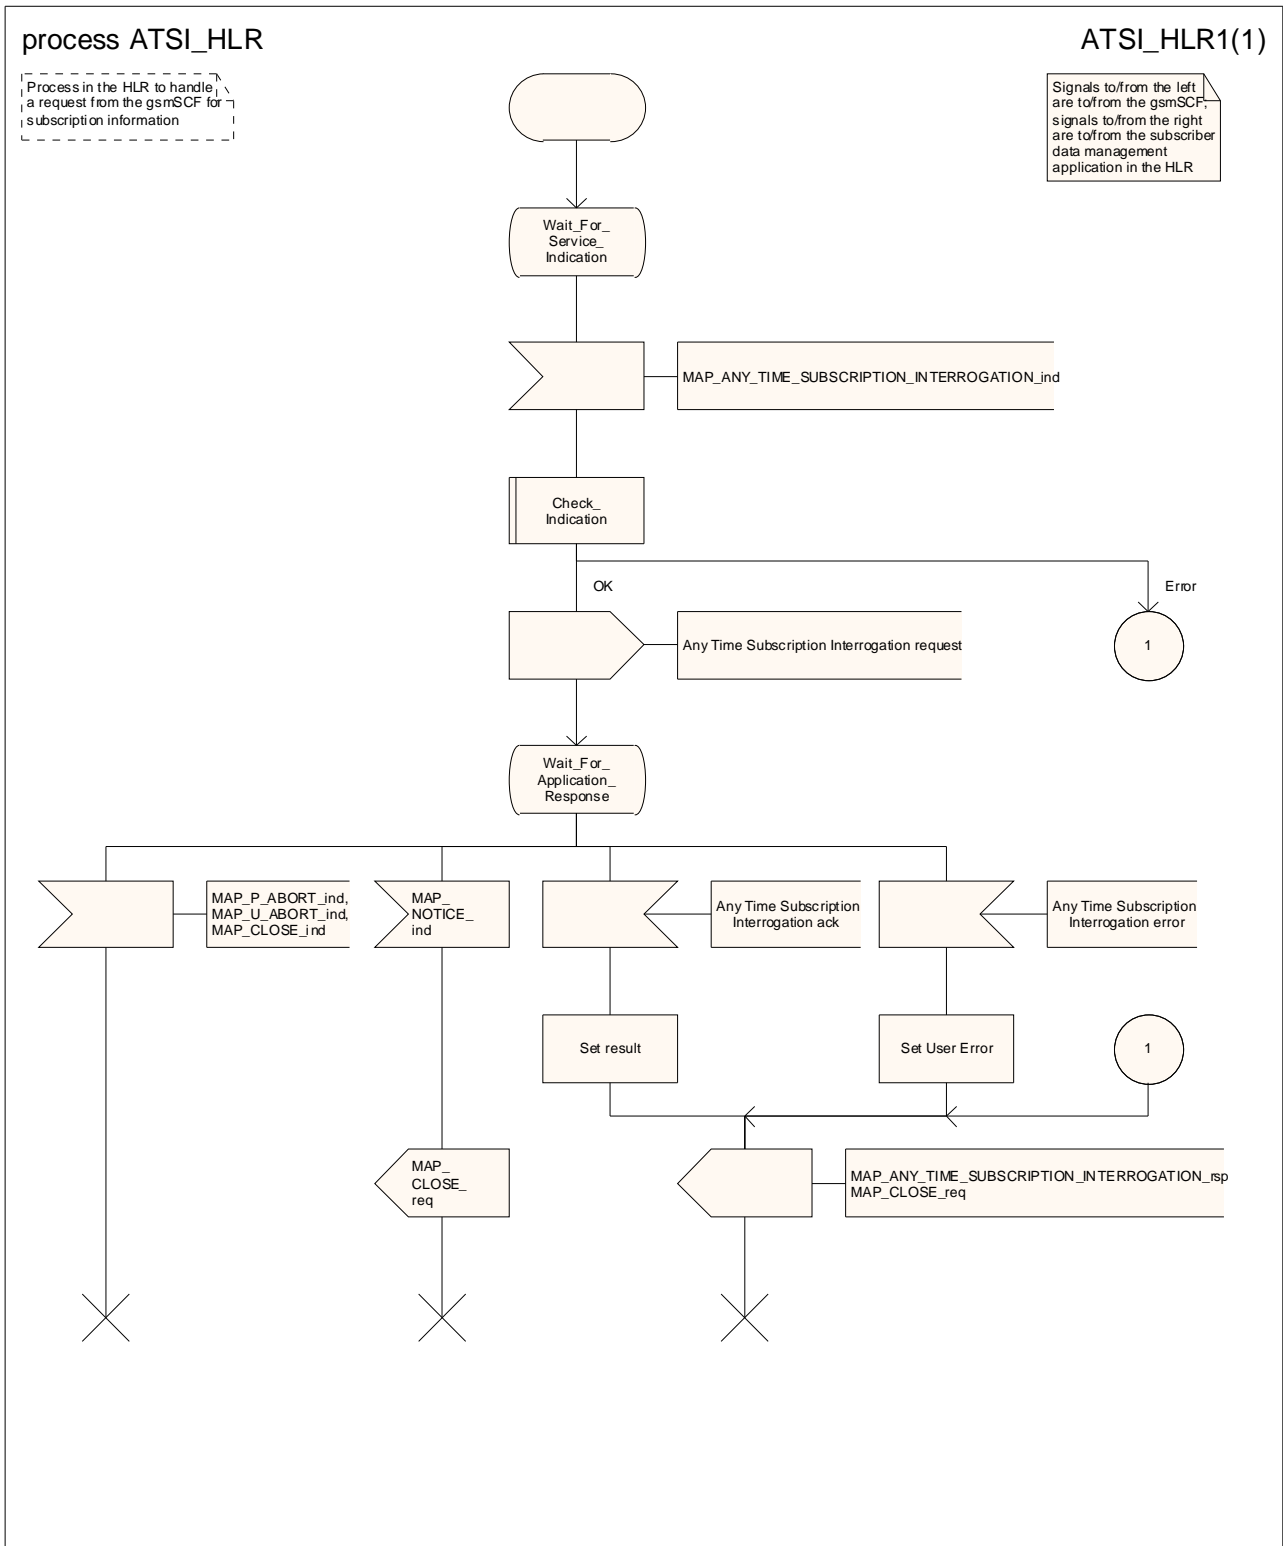 process ATSI_HLR
ATSI_HLR1(1)
Process in the HLR to handle
a request from the gsmSCF for
subscription information
Signals to/from the left
are to/from the gsmSCF;
signals to/from the right
are to/from the subscriber
data management
application in the HLR
Wait_For_
Service_
Indication
MAP_ANY_TIME_SUBSCRIPTION_INTERROGATION_ind
Check_
Indication
OK
Error
Any Time Subscription Interrogation request
1
Wait_For_
Application_
Response
MAP_P_ABORT_ind,
MAP_U_ABORT_ind,
MAP_CLOSE_ind
MAP_
NOTICE_
ind
Any Time Subscription
Interrogation ack
Any Time Subscription
Interrogation error
Set result
Set User Error
1
MAP_
CLOSE_
req
MAP_ANY_TIME_SUBSCRIPTION_INTERROGATION_rsp
MAP_CLOSE_req